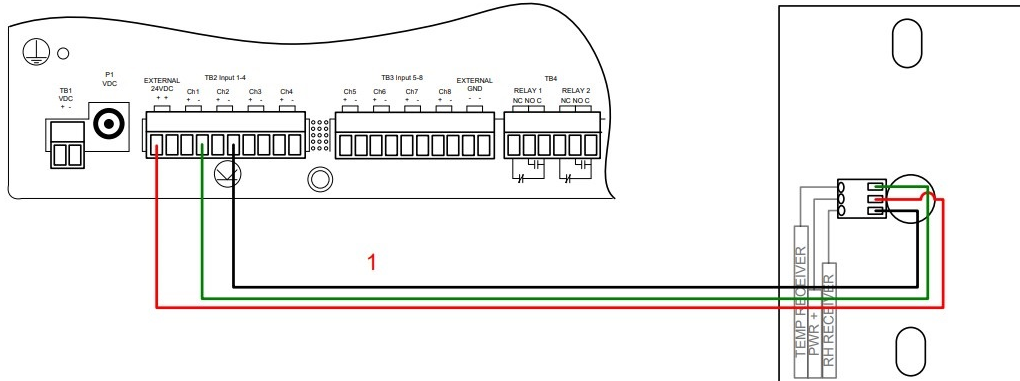 P1
VDC
TB1
VDC
+ -
EXTERNAL
24VDC
+ +
TB2 Input 1-4
Ch1
+ -
Ch2
+ -
Ch3
+ -
Ch4
+ -
TB3 Input 5-8
Ch5
+ -
Ch6
+ -
Ch7
+ -
Ch8
+ -
EXTERNAL
GND
- -
TB4
RELAY 1
NC NO C
RELAY 2
NC NO C
1
TEMP RECEIVER
PWR +
RH RECEIVER